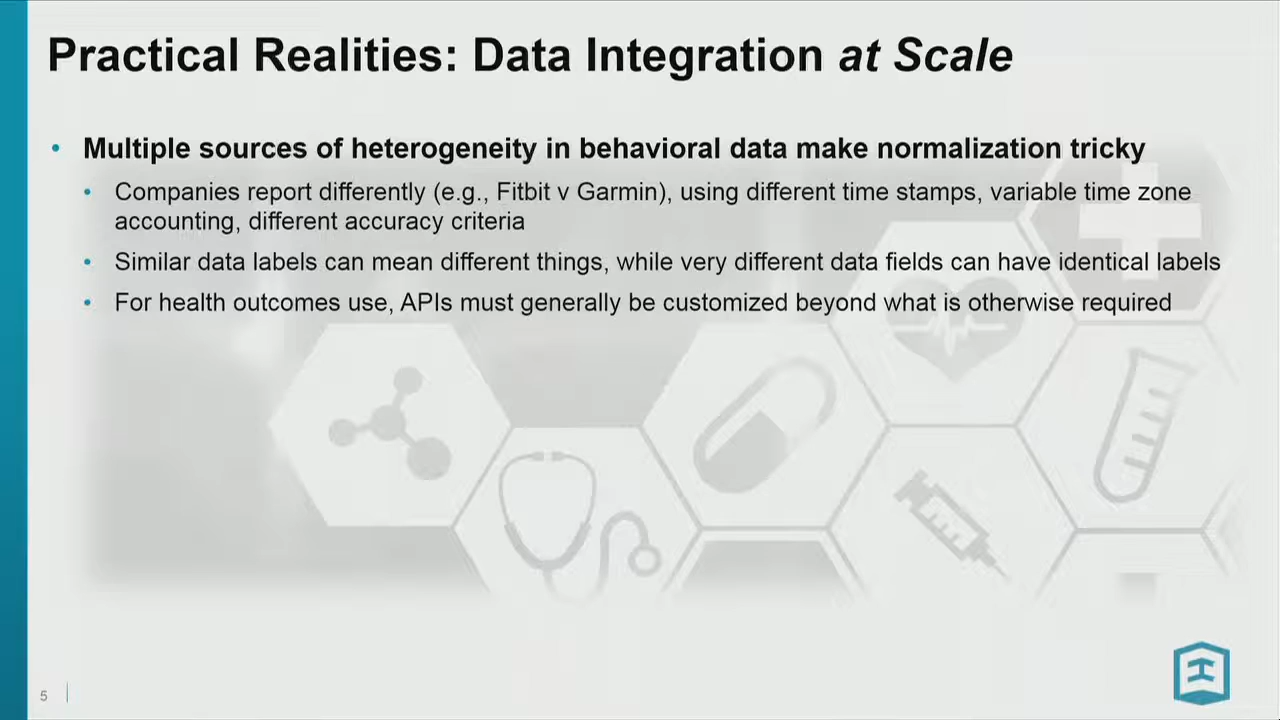 Practical Realities: Data Integration at Scale
• Multiple sources of heterogeneity in behavioral data make normalization tricky
• Companies report differently (e.g., Fitbit v Garmin), using different time stamps, variable time zone
accounting, different accuracy criteria
• Similar data labels can mean different things, while very different data fields can have identical labels
• For health outcomes use, APIs must generally be customized beyond what is otherwise required
5